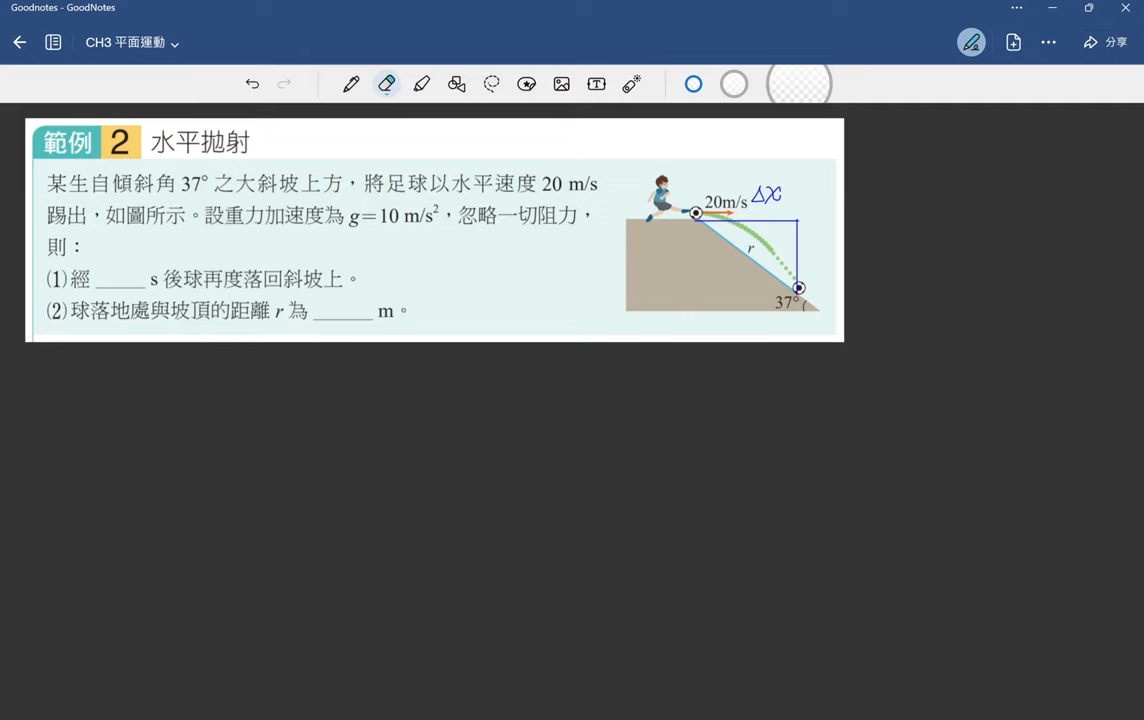 Goodnotes - GoodNotes
CH3 平面運動
分享
範例 2 水平拋射
某生自傾斜角 37° 之大斜坡上方，將足球以水平速度 20 m/s
踢出，如圖所示。設重力加速度為 g=10 m/s²，忽略一切阻力，
則：
⑴經 _____ s 後球再度落回斜坡上。
⑵球落地處與坡頂的距離 r 為 ______ m。
20m/s ΔX
r
37°